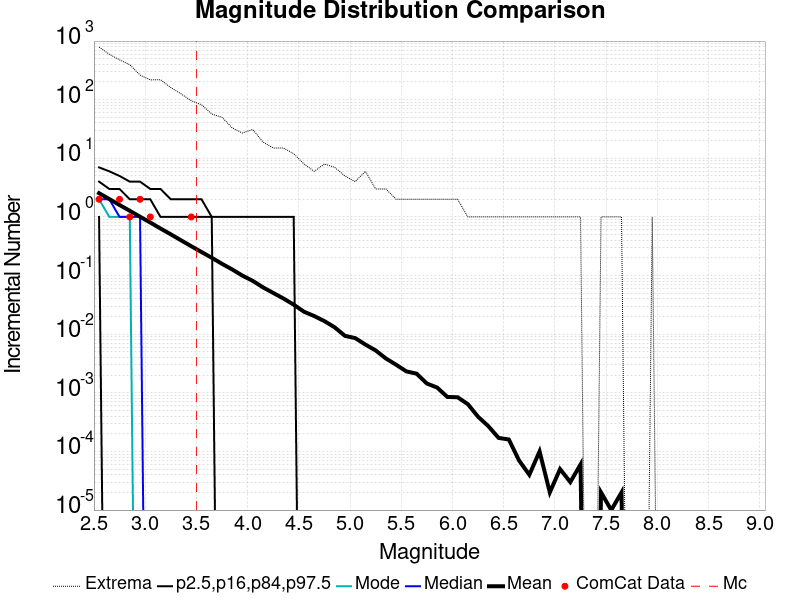 Magnitude Distribution Comparison
10^3
10^2
10^1
10^0
10^-1
10^-2
10^-3
10^-4
10^-5
Incremental Number
2.5 3.0 3.5 4.0 4.5 5.0 5.5 6.0 6.5 7.0 7.5 8.0 8.5 9.0
Magnitude
Extrema p2.5,p16,p84,p97.5 Mode Median Mean ComCat Data Mc